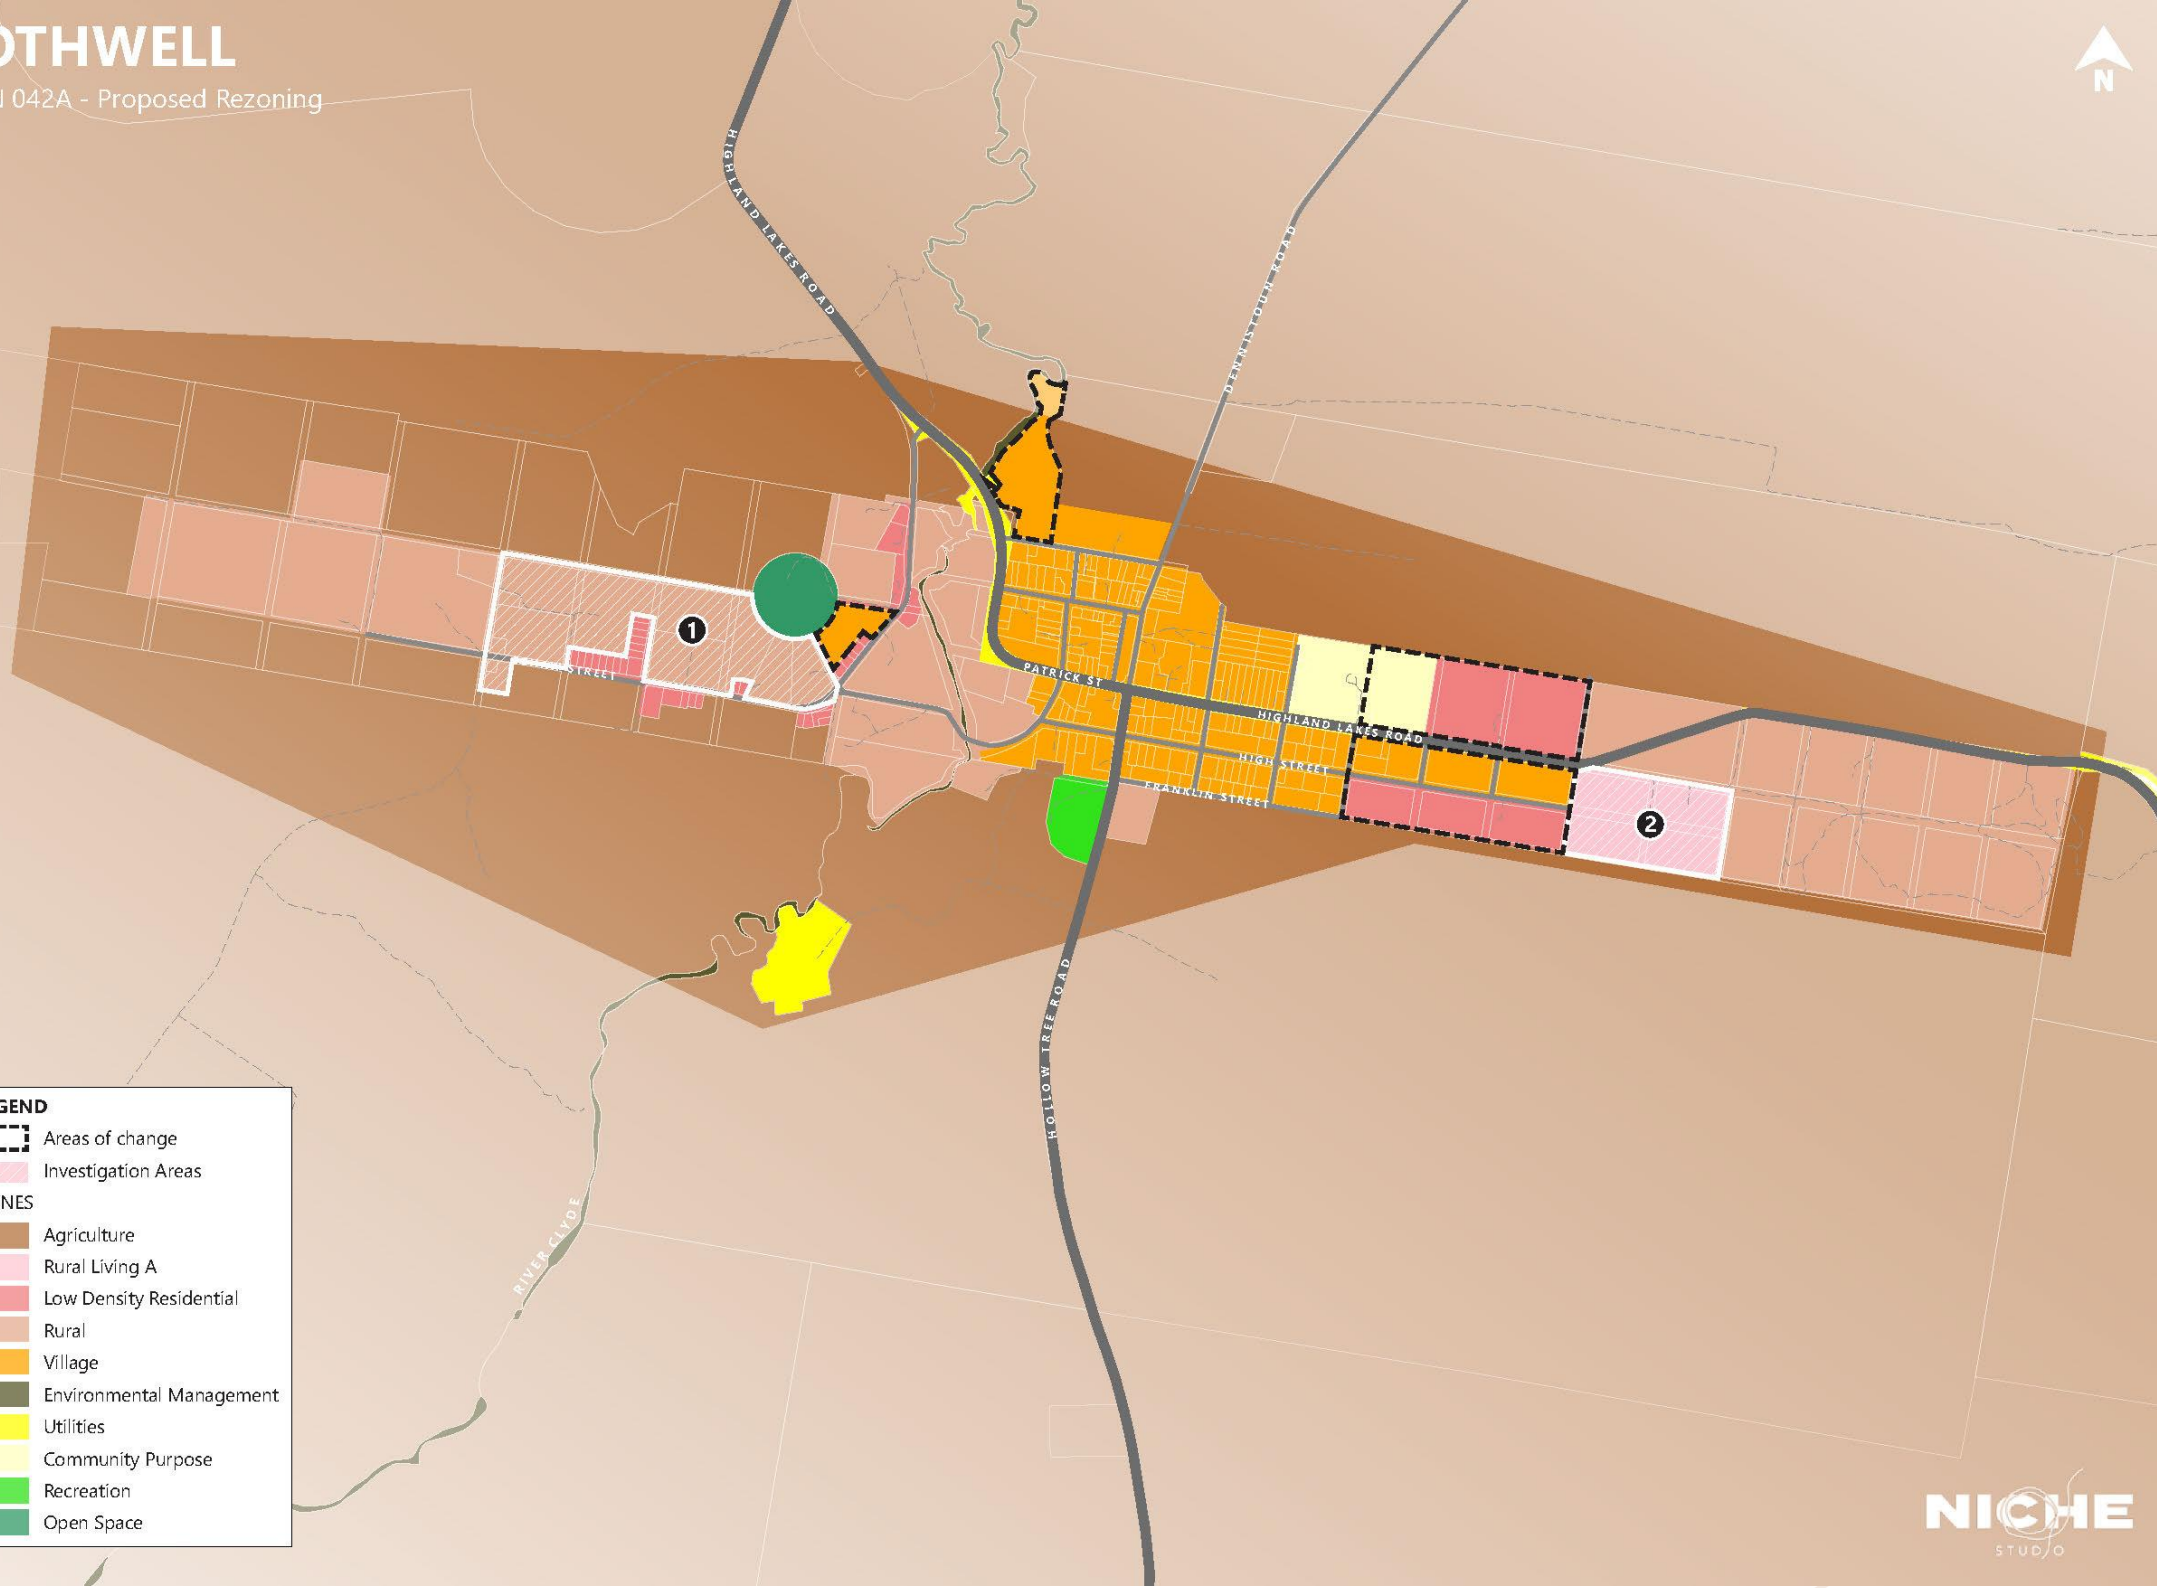 OTHWELL
042A - Proposed Rezoning
N
HIGHLAND LAKES ROAD
DENNISTOUN ROAD
1
STREET
PATRICK ST
HIGHLAND LAKES ROAD
HIGH STREET
FRANKLIN STREET
2
HOLLOW TREE ROAD
RIVER CLYDE
GEND
Areas of change
Investigation Areas
NES
Agriculture
Rural Living A
Low Density Residential
Rural
Village
Environmental Management
Utilities
Community Purpose
Recreation
Open Space
NICHE
STUDIO